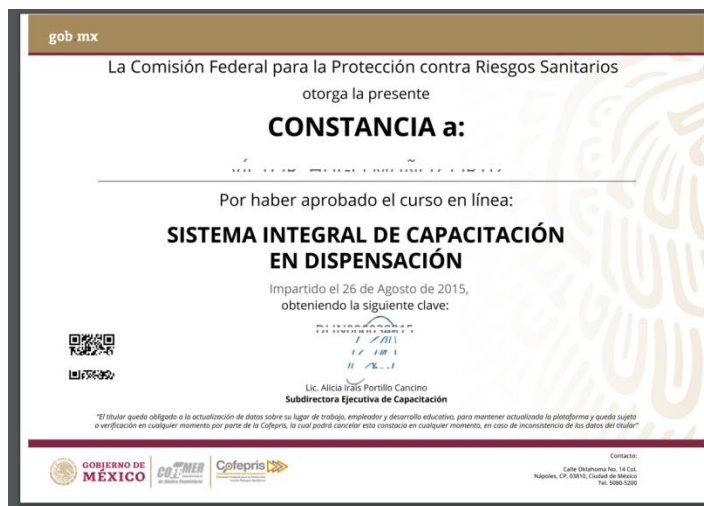 gob mx
La Comisión Federal para la Protección contra Riesgos Sanitarios
otorga la presente
CONSTANCIA a:
Por haber aprobado el curso en línea:
SISTEMA INTEGRAL DE CAPACITACIÓN
EN DISPENSACIÓN
Impartido el 26 de Agosto de 2015,
obteniendo la siguiente clave:
Lic. Alicia Irais Portillo Cancino
Subdirectora Ejecutiva de Capacitación
"El titular queda obligado a la actualización de datos sobre su lugar de trabajo, empleador y desarrollo educativo, para mantener actualizada la plataforma y queda sujeto
a verificación en cualquier momento por parte de la Cofepris, la cual podrá cancelar esta constacia en cualquier momento, en caso de inconsistencia de los datos del titular"
GOBIERNO DE
MÉXICO
COFEMER
Cofepris
Contacto:
Calle Oklahoma No. 14 Col.
Nápoles, CP. 03810, Ciudad de México
Tel. 5080-5200